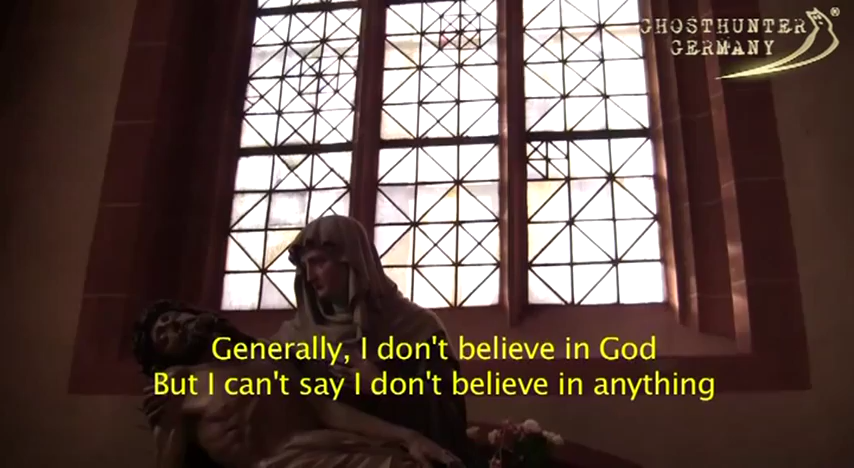 GHOSTHUNTER®
GERMANY
Generally, I don't believe in God
But I can't say I don't believe in anything